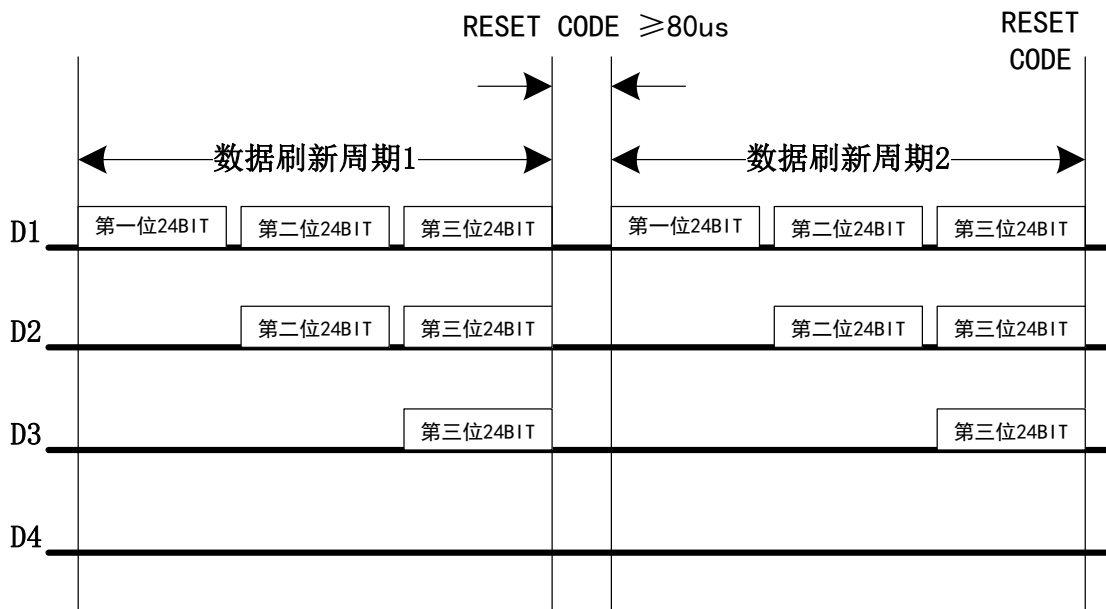 RESET CODE ≥80us
RESET
CODE
数据刷新周期1
数据刷新周期2
D1
第一位24BIT
第二位24BIT
第三位24BIT
第一位24BIT
第二位24BIT
第三位24BIT
D2
第二位24BIT
第三位24BIT
第二位24BIT
第三位24BIT
D3
第三位24BIT
第三位24BIT
D4